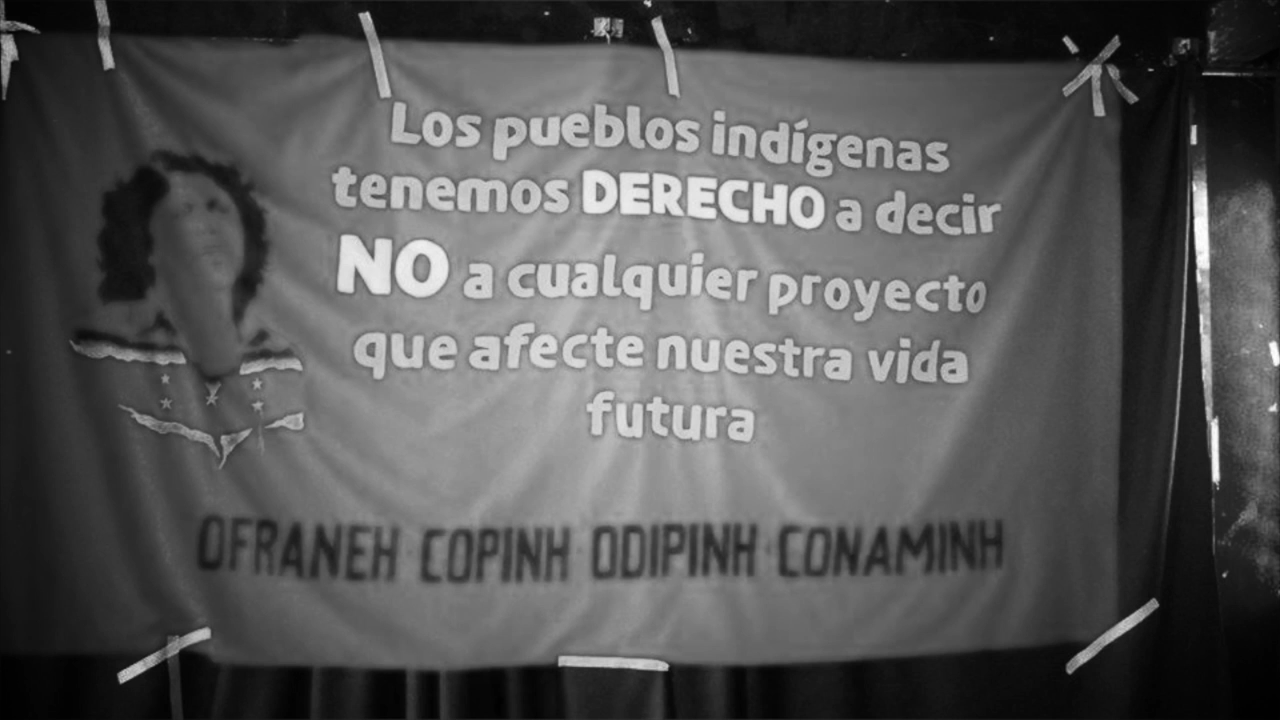 Los pueblos indígenas
tenemos DERECHO a decir
NO a cualquier proyecto
que afecte nuestra vida
futura
OFRANEH COPINH ODIPINH CONAMINH